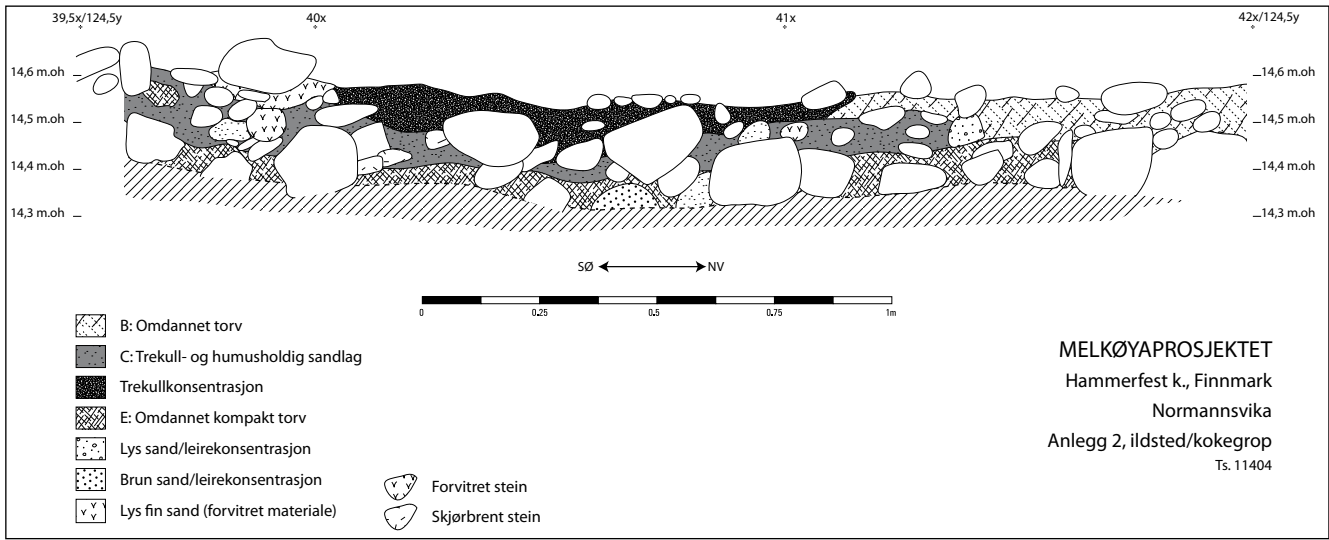 39,5x/124,5y 40x 41x 42x/124,5y
14,6 m.oh 14,6 m.oh
14,5 m.oh 14,5 m.oh
14,4 m.oh 14,4 m.oh
14,3 m.oh 14,3 m.oh
SØ NV
0 0.25 0.5 0.75 1m
B: Omdannet torv
C: Trekull- og humusholdig sandlag
Trekullkonsentrasjon
E: Omdannet kompakt torv
Lys sand/leirekonsentrasjon
Brun sand/leirekonsentrasjon
Lys fin sand (forvitret materiale)
Forvitret stein
Skjørbrent stein
MELKØYAPROSJEKTET
Hammerfest k., Finnmark
Normannsvika
Anlegg 2, ildsted/kokegrop
Ts. 11404